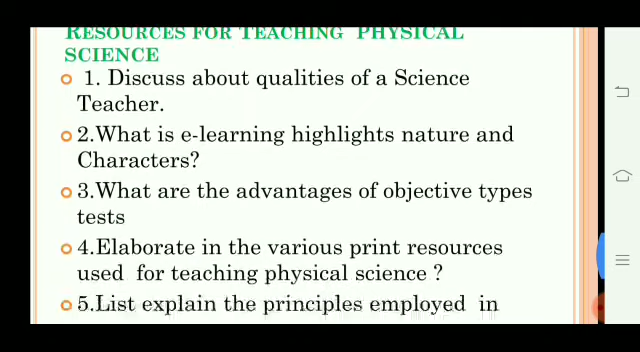 RESOURCES FOR TEACHING PHYSICAL
SCIENCE
1. Discuss about qualities of a Science
Teacher.
2.What is e-learning highlights nature and
Characters?
3.What are the advantages of objective types
tests
4.Elaborate in the various print resources
used for teaching physical science ?
5.List explain the principles employed in